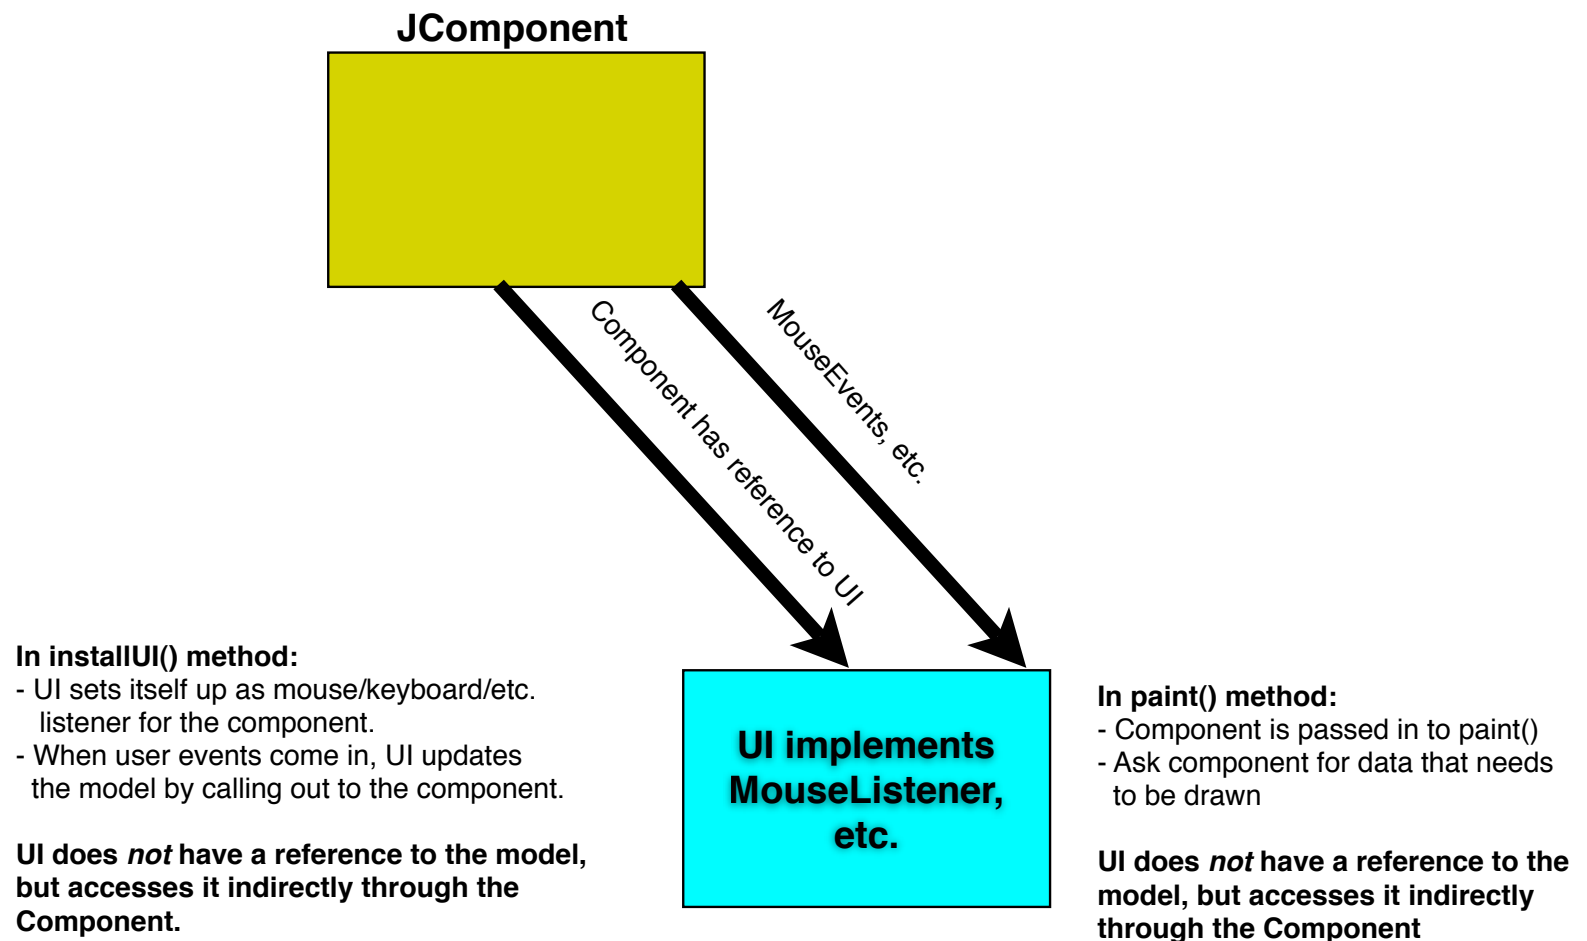 JComponent
Component has reference to UI
MouseEvents, etc.
In installUI() method:
- UI sets itself up as mouse/keyboard/etc.
listener for the component.
- When user events come in, UI updates
the model by calling out to the component.
UI does not have a reference to the model,
but accesses it indirectly through the
Component.
UI implements
MouseListener,
etc.
In paint() method:
- Component is passed in to paint()
- Ask component for data that needs
to be drawn
UI does not have a reference to the
model, but accesses it indirectly
through the Component